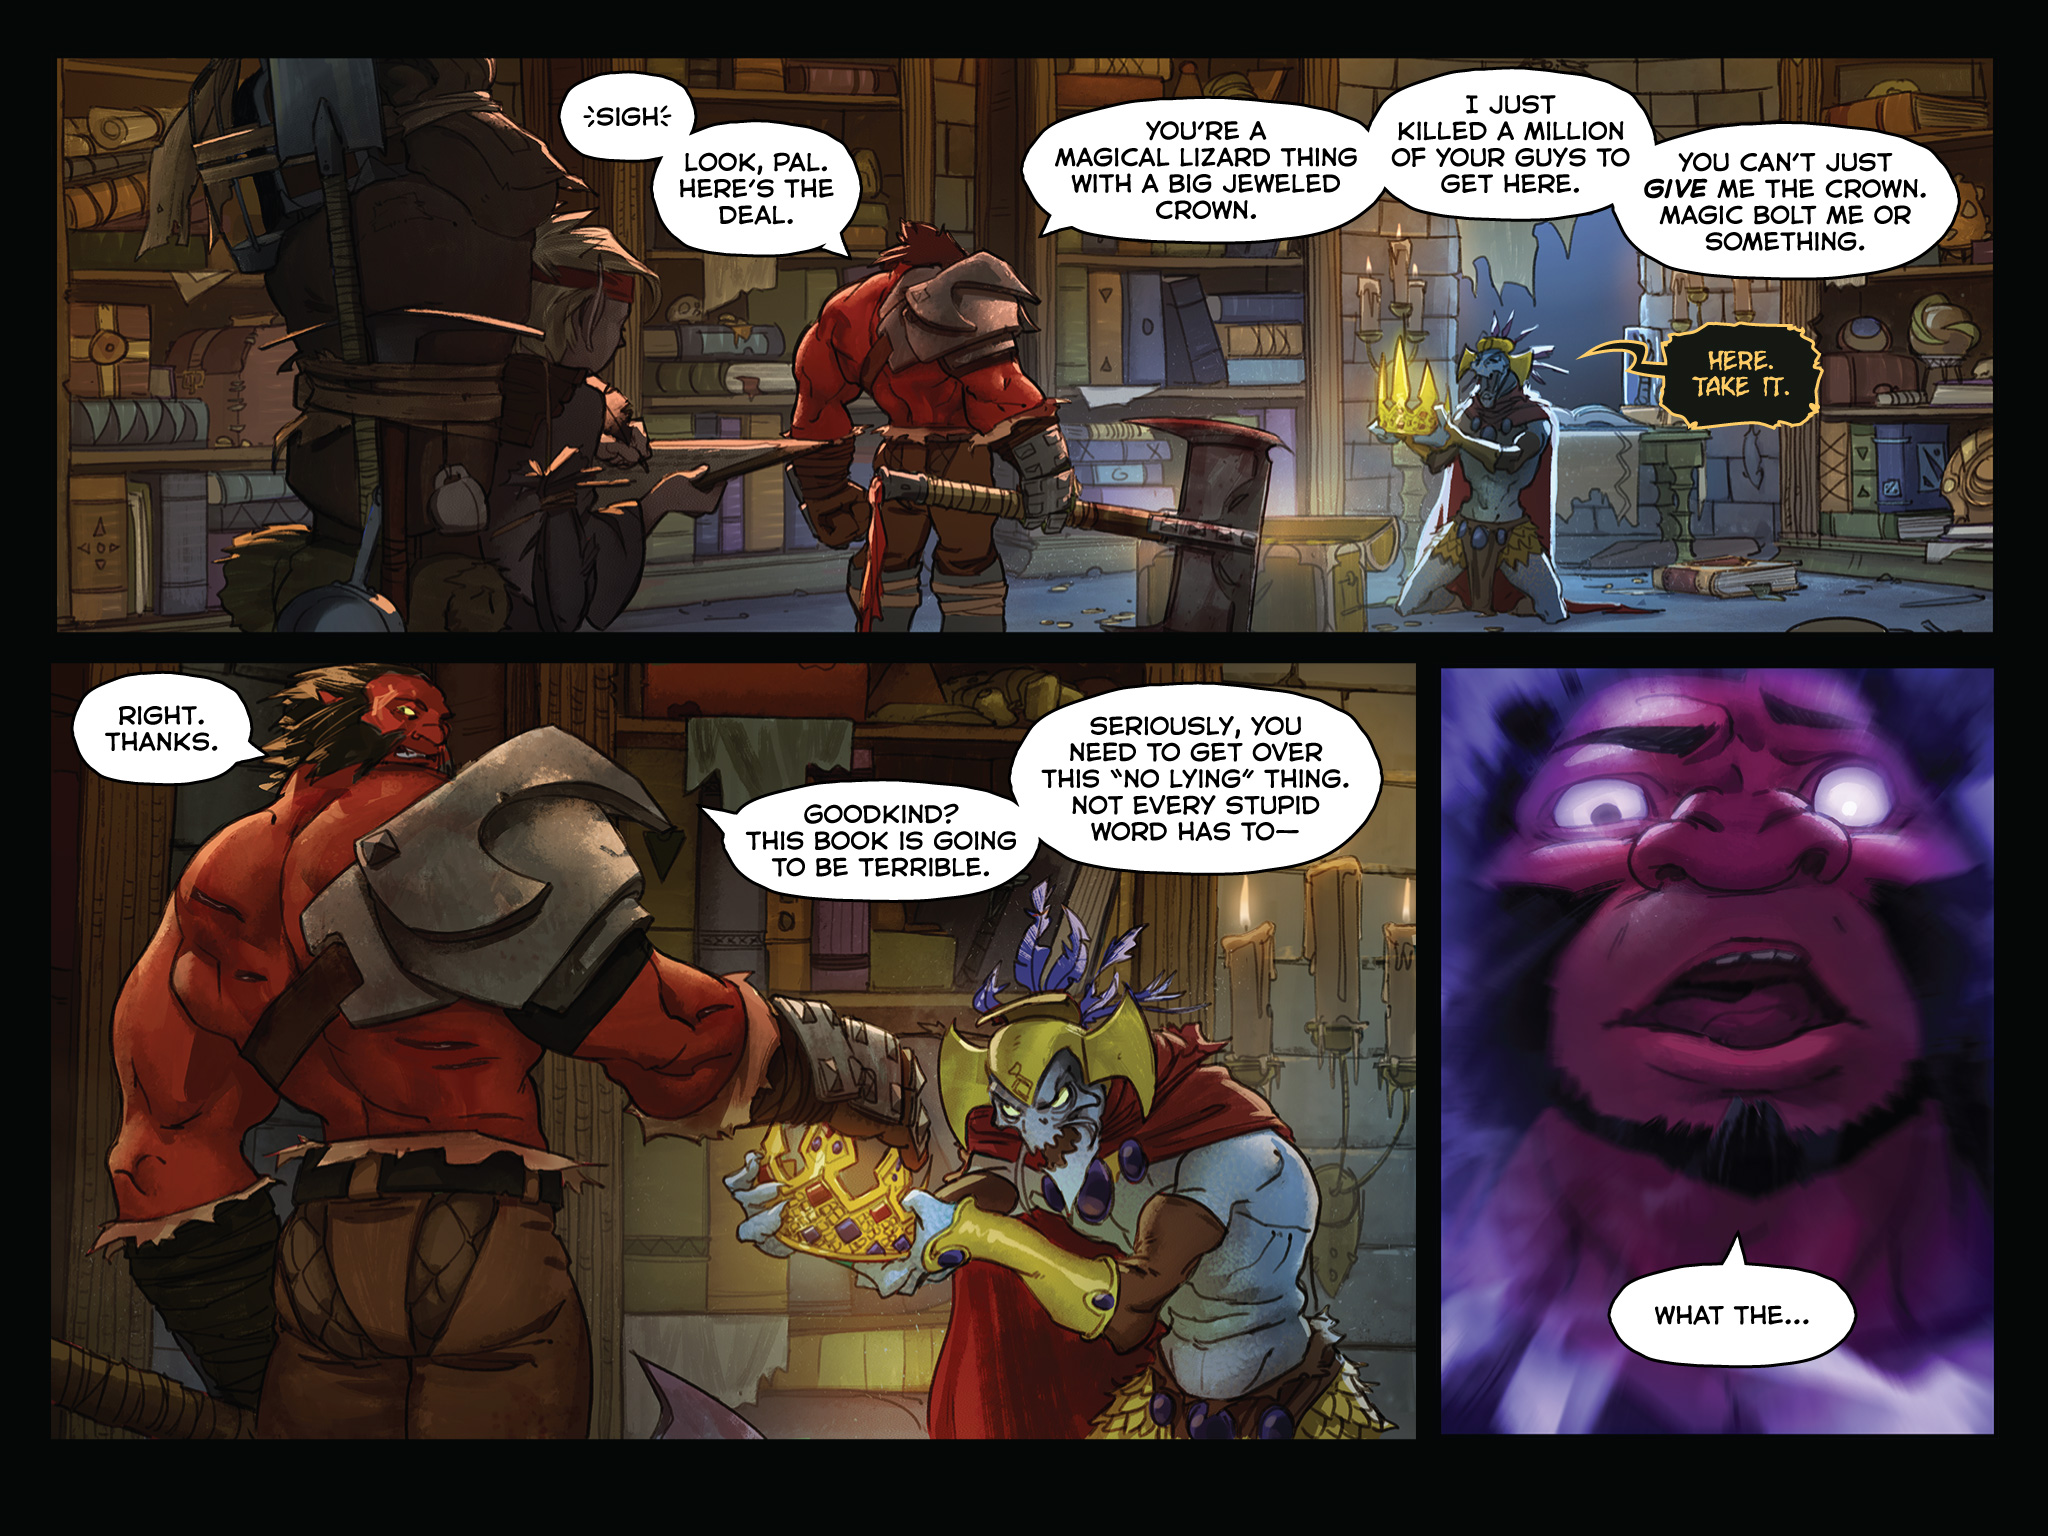 SIGH
LOOK, PAL.
HERE'S THE
DEAL.
YOU'RE A
MAGICAL LIZARD THING
WITH A BIG JEWELED
CROWN.
I JUST
KILLED A MILLION
OF YOUR GUYS TO
GET HERE.
YOU CAN'T JUST
GIVE ME THE CROWN.
MAGIC BOLT ME OR
SOMETHING.
HERE.
TAKE IT.
RIGHT.
THANKS.
GOODKIND?
THIS BOOK IS GOING
TO BE TERRIBLE.
SERIOUSLY, YOU
NEED TO GET OVER
THIS "NO LYING" THING.
NOT EVERY STUPID
WORD HAS TO—
WHAT THE...